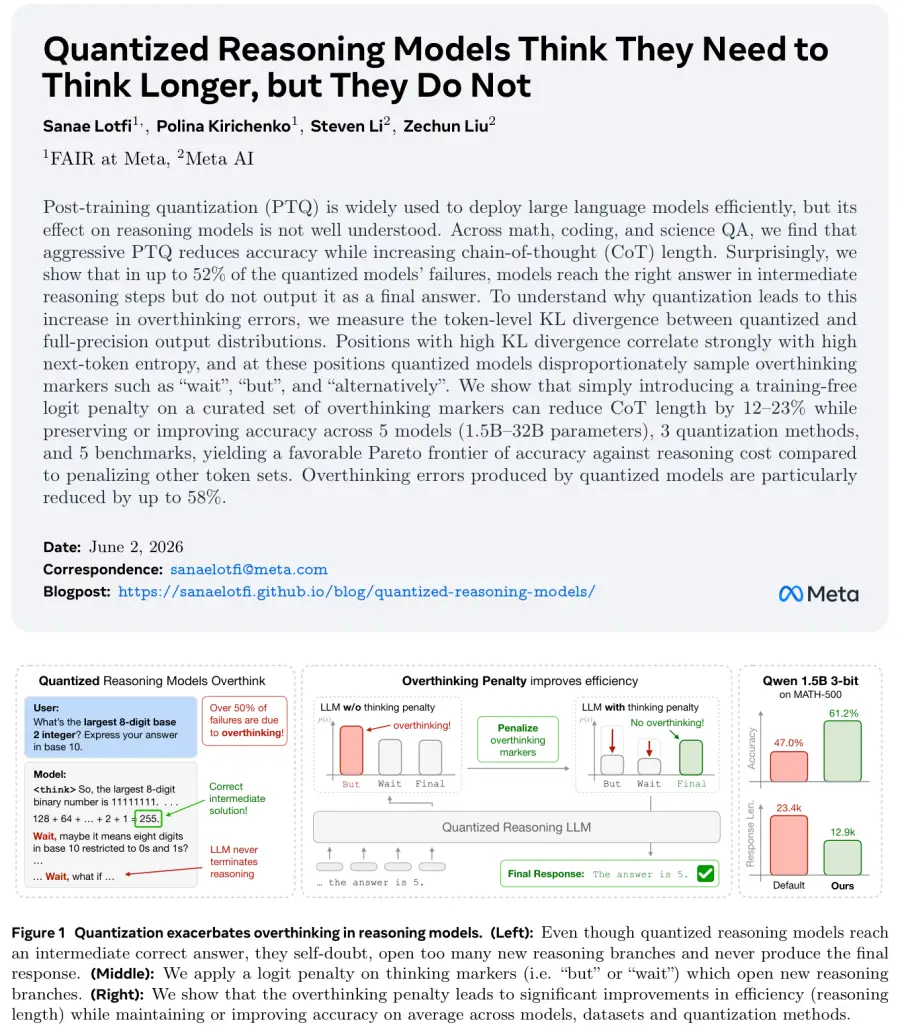 Quantized Reasoning Models Think They Need to
Think Longer, but They Do Not
Sanae Lotfi¹,, Polina Kirichenko¹, Steven Li², Zechun Liu²
¹FAIR at Meta, ²Meta AI
Post-training quantization (PTQ) is widely used to deploy large language models efficiently, but its
effect on reasoning models is not well understood. Across math, coding, and science QA, we find that
aggressive PTQ reduces accuracy while increasing chain-of-thought (CoT) length. Surprisingly, we
show that in up to 52% of the quantized models' failures, models reach the right answer in intermediate
reasoning steps but do not output it as a final answer. To understand why quantization leads to this
increase in overthinking errors, we measure the token-level KL divergence between quantized and
full-precision output distributions. Positions with high KL divergence correlate strongly with high
next-token entropy, and at these positions quantized models disproportionately sample overthinking
markers such as "wait", "but", and "alternatively". We show that simply introducing a training-free
logit penalty on a curated set of overthinking markers can reduce CoT length by 12–23% while
preserving or improving accuracy across 5 models (1.5B–32B parameters), 3 quantization methods,
and 5 benchmarks, yielding a favorable Pareto frontier of accuracy against reasoning cost compared
to penalizing other token sets. Overthinking errors produced by quantized models are particularly
reduced by up to 58%.
Date: June 2, 2026
Correspondence: sanaelotfi@meta.com
Blogpost: https://sanaelotfi.github.io/blog/quantized-reasoning-models/
Meta
Quantized Reasoning Models Overthink
User:
What's the largest 8-digit base
2 integer? Express your answer
in base 10.
Over 50% of
failures are due
to overthinking!
Model:
<think> So, the largest 8-digit
binary number is 11111111. ...
128 + 64 + ... + 2 + 1 = 255.
Wait, maybe it means eight digits
in base 10 restricted to 0s and 1s?
...
... Wait, what if ...
Correct
intermediate
solution!
LLM never
terminates
reasoning
Overthinking Penalty improves efficiency
LLM w/o thinking penalty
p(x)
overthinking!
But Wait Final
Penalize
overthinking
markers
LLM with thinking penalty
p(x)
No overthinking!
But Wait Final
Quantized Reasoning LLM
... the answer is 5.
Final Response: The answer is 5.
Qwen 1.5B 3-bit
on MATH-500
Accuracy
47.0%
61.2%
Response Len.
23.4k
12.9k
Default
Ours
Figure 1 Quantization exacerbates overthinking in reasoning models. (Left): Even though quantized reasoning models reach
an intermediate correct answer, they self-doubt, open too many new reasoning branches and never produce the final
response. (Middle): We apply a logit penalty on thinking markers (i.e. "but" or "wait") which open new reasoning
branches. (Right): We show that the overthinking penalty leads to significant improvements in efficiency (reasoning
length) while maintaining or improving accuracy on average across models, datasets and quantization methods.